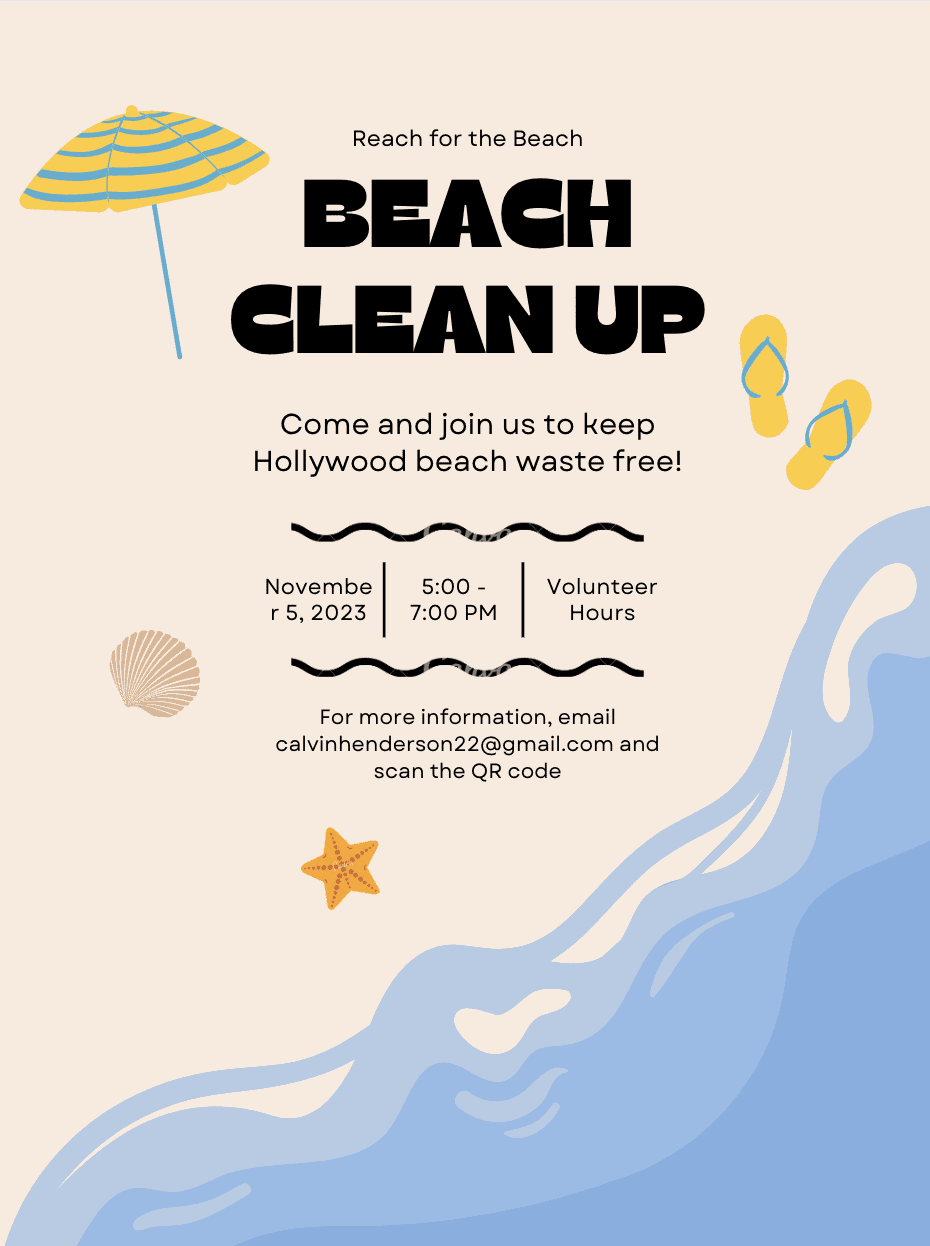 Reach for the Beach
BEACH
CLEAN UP
Come and join us to keep
Hollywood beach waste free!
Canva
Novembe
r 5, 2023
5:00 -
7:00 PM
Volunteer
Hours
Canva
For more information, email
calvinhenderson22@gmail.com and
scan the QR code